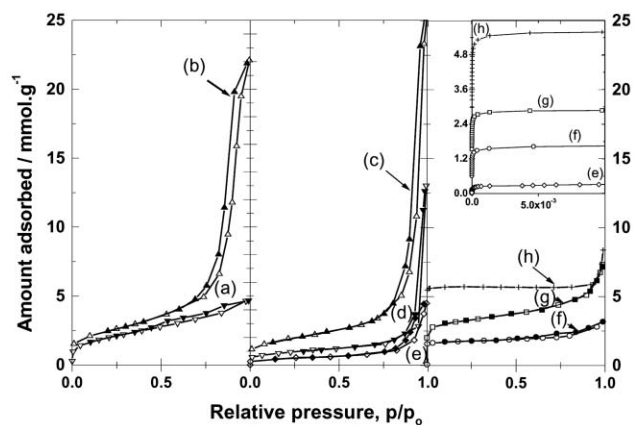 25
20
15
10
5
0
Amount adsorbed / mmol.g⁻¹
0.0
0.5
0.0
0.5
1.0
0.5
1.0
Relative pressure, p/pₒ
25
20
15
10
5
0
(a)
(b)
(c)
(d)
(e)
(f)
(g)
(h)
4.8
3.6
2.4
1.2
0.0
0.0
5.0x10⁻³
(h)
(g)
(f)
(e)